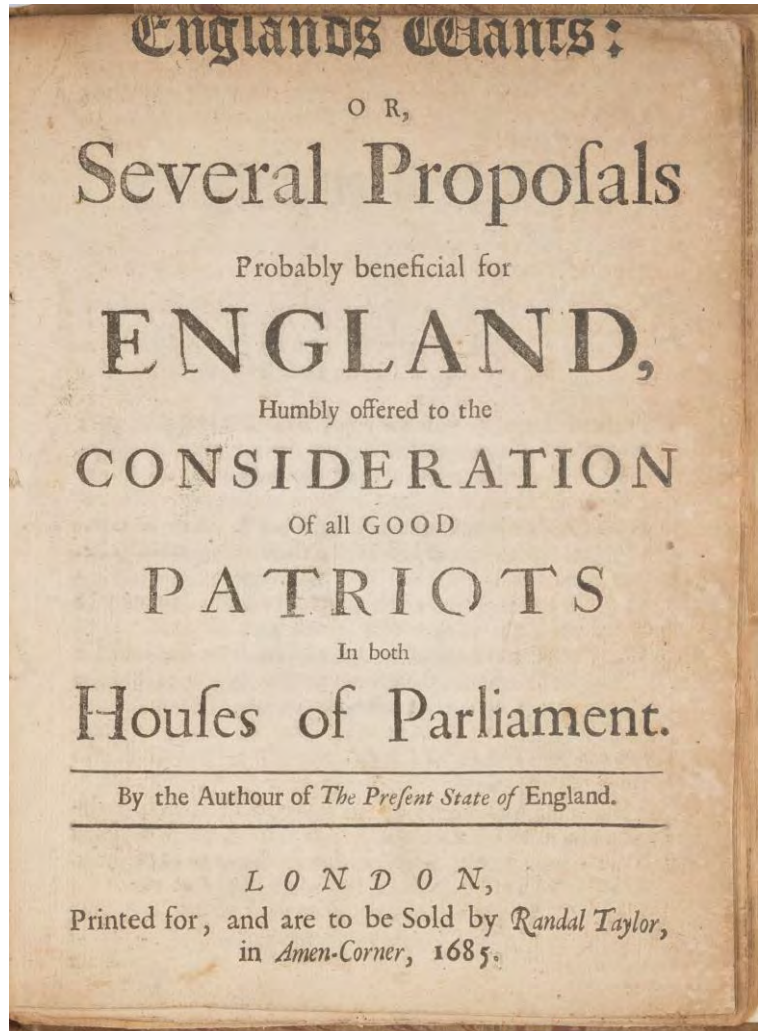 Englands Wants:
OR,
Several Propoſals
Probably beneficial for
ENGLAND,
Humbly offered to the
CONSIDERATION
Of all GOOD
PATRIOTS
In both
Houſes of Parliament.
By the Authour of The Preſent State of England.
LONDON,
Printed for, and are to be Sold by Randal Taylor,
in Amen-Corner, 1685.